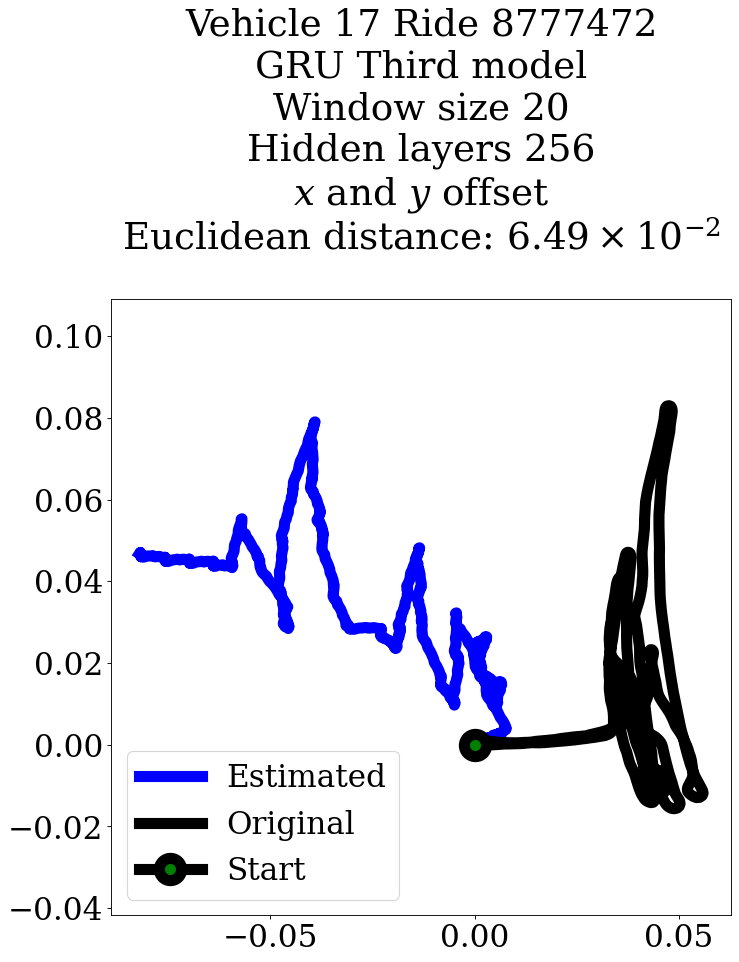 Vehicle 17 Ride 8777472
GRU Third model
Window size 20
Hidden layers 256
x and y offset
Euclidean distance: 6.49 × 10⁻²
0.10
0.08
0.06
0.04
0.02
0.00
−0.02
−0.04
Estimated
Original
Start
−0.05
0.00
0.05